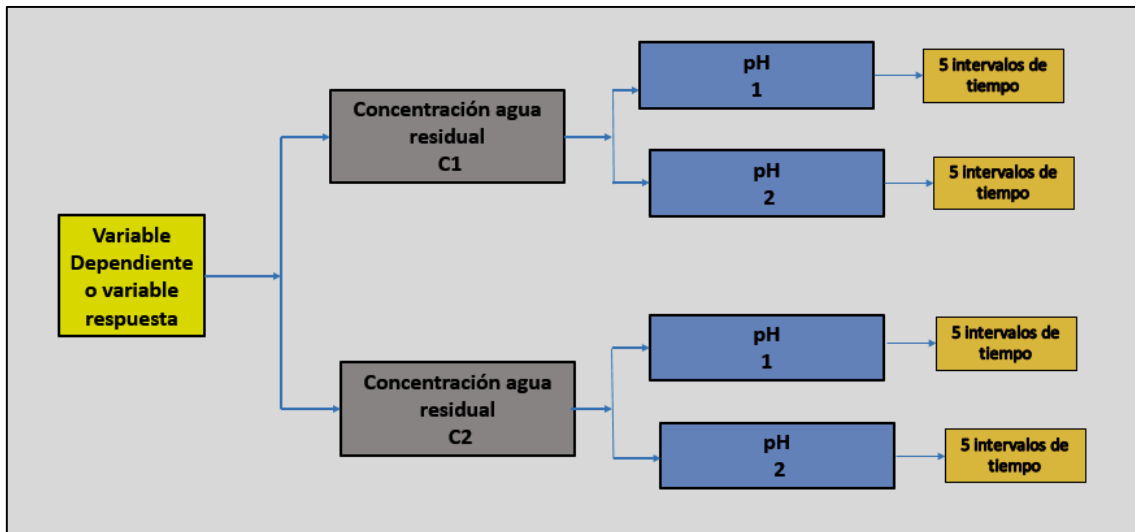 Variable
Dependiente
o variable
respuesta
Concentración agua
residual
C1
pH
1
5 intervalos de
tiempo
pH
2
5 intervalos de
tiempo
Concentración agua
residual
C2
pH
1
5 intervalos de
tiempo
pH
2
5 intervalos de
tiempo